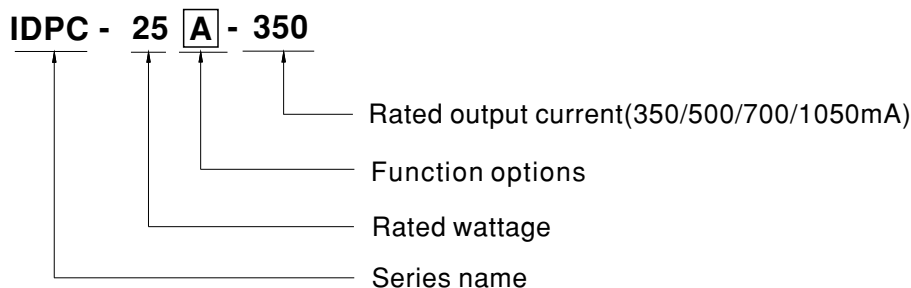 IDPC - 25 A - 350
Rated output current(350/500/700/1050mA)
Function options
Rated wattage
Series name